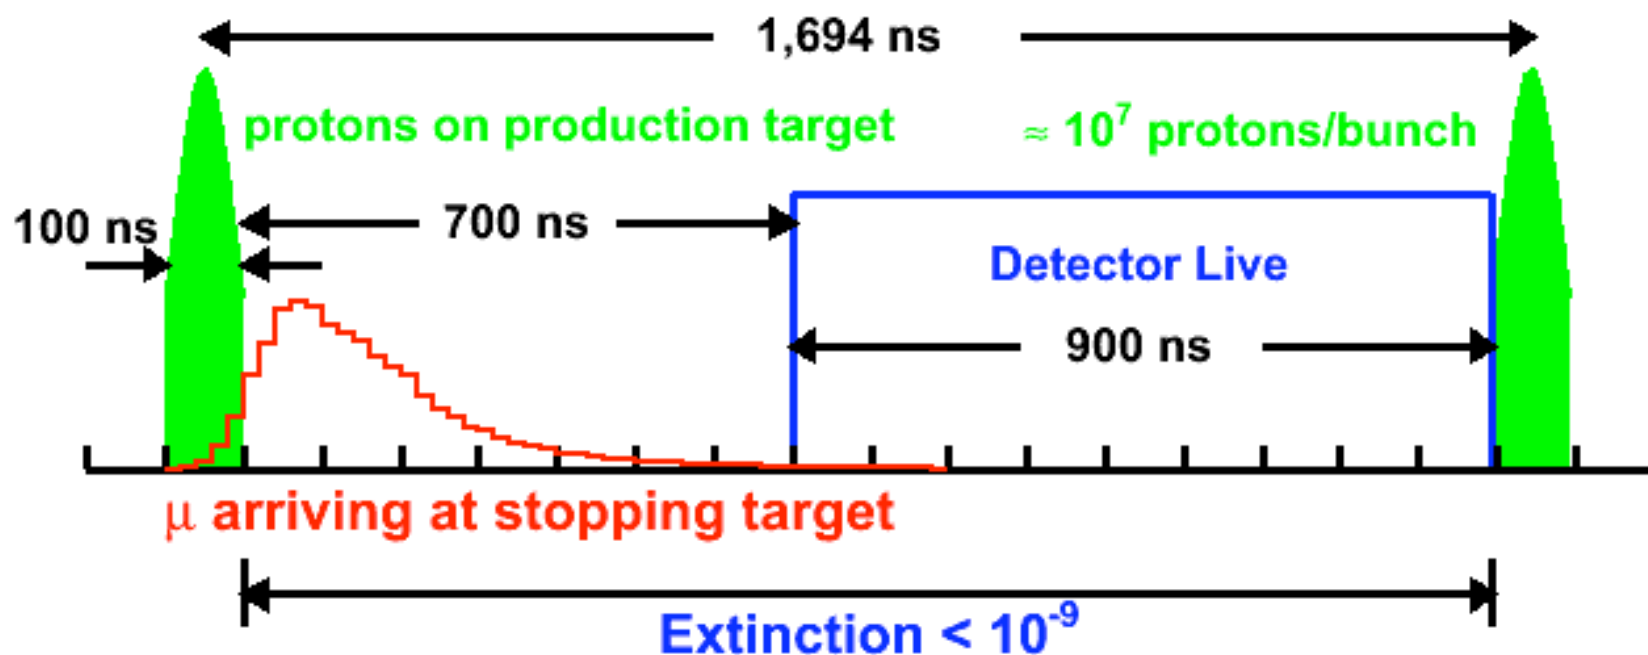 1,694 ns
protons on production target
≈ 10⁷ protons/bunch
100 ns
700 ns
Detector Live
900 ns
μ arriving at stopping target
Extinction < 10⁻⁹